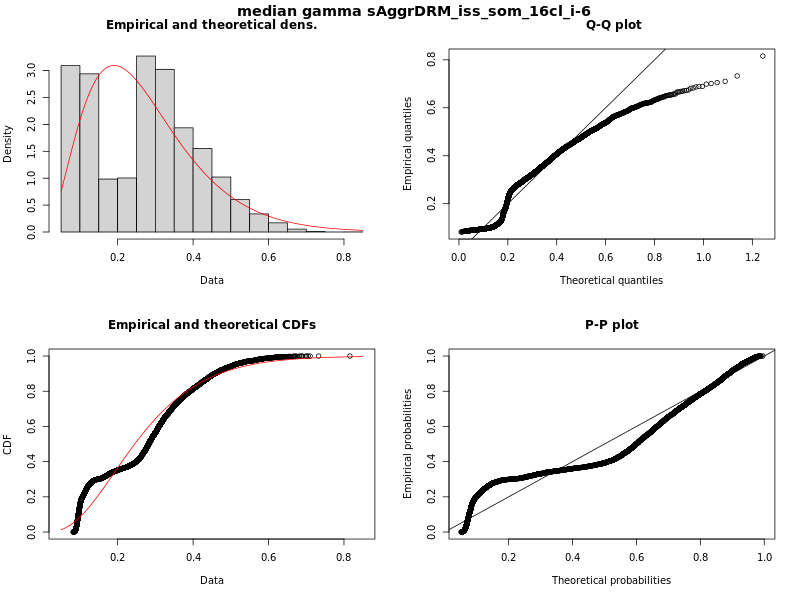 median gamma sAggrDRM_iss_som_16cl_i-6
Empirical and theoretical dens.
Density
0.0 0.5 1.0 1.5 2.0 2.5 3.0
0.2 0.4 0.6 0.8
Data
Q-Q plot
Empirical quantiles
0.2 0.4 0.6 0.8
0.0 0.2 0.4 0.6 0.8 1.0 1.2
Theoretical quantiles
Empirical and theoretical CDFs
CDF
0.0 0.2 0.4 0.6 0.8 1.0
0.2 0.4 0.6 0.8
Data
P-P plot
Empirical probabilities
0.0 0.2 0.4 0.6 0.8 1.0
0.2 0.4 0.6 0.8 1.0
Theoretical probabilities